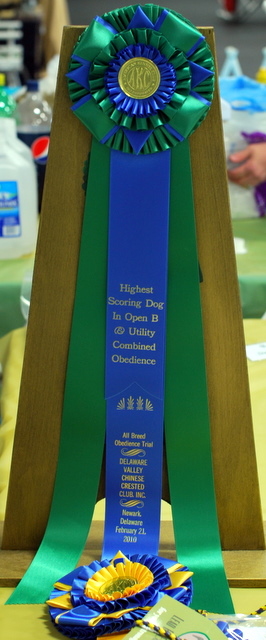 AKC
Highest
Scoring Dog
In Open B
& Utility
Combined
Obedience
All Breed
Obedience Trial
DELAWARE
VALLEY
CHINESE
CRESTED
CLUB, INC.
Newark,
Delaware
February 21,
2010